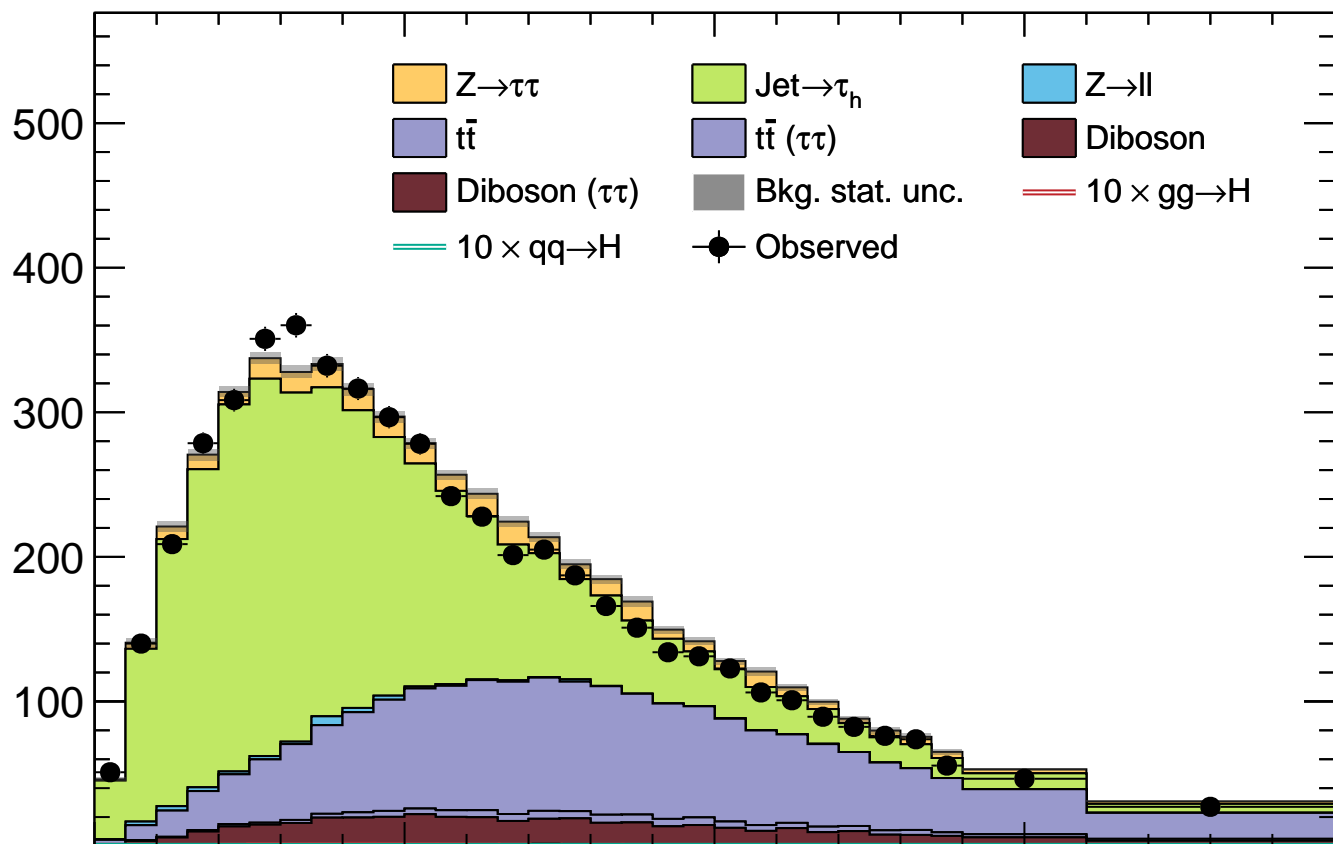 Z→ττ Jet→τh Z→ll
tt̄ tt̄ (ττ) Diboson
Diboson (ττ) Bkg. stat. unc. 10 × gg→H
10 × qq→H Observed
500
400
300
200
100